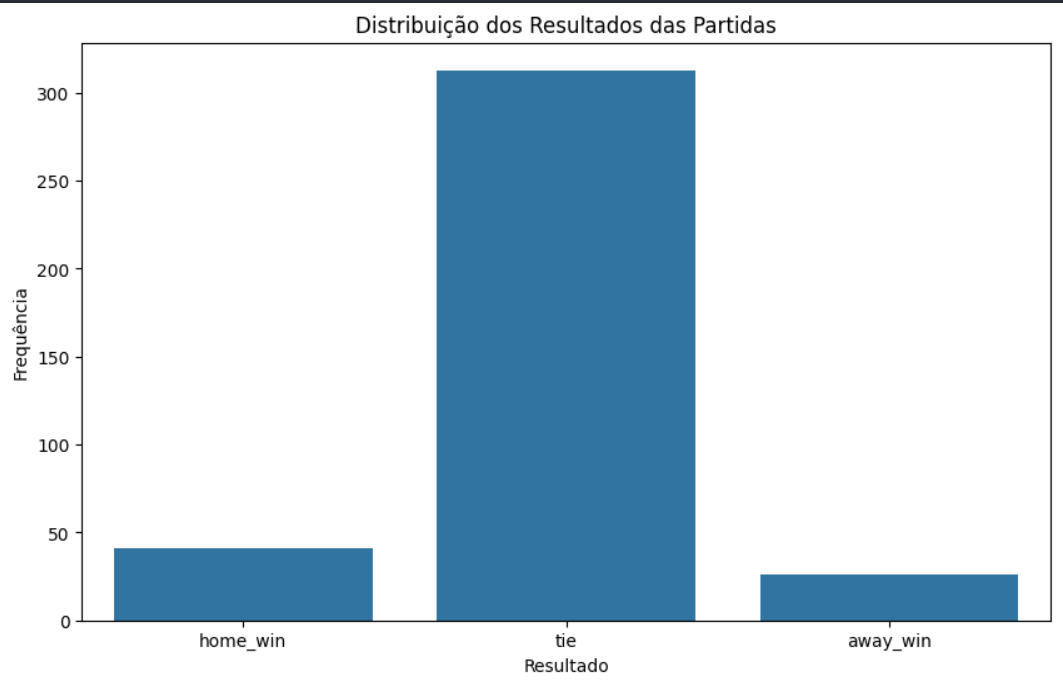 Distribuição dos Resultados das Partidas
Frequência
300
250
200
150
100
50
0
home_win
tie
away_win
Resultado